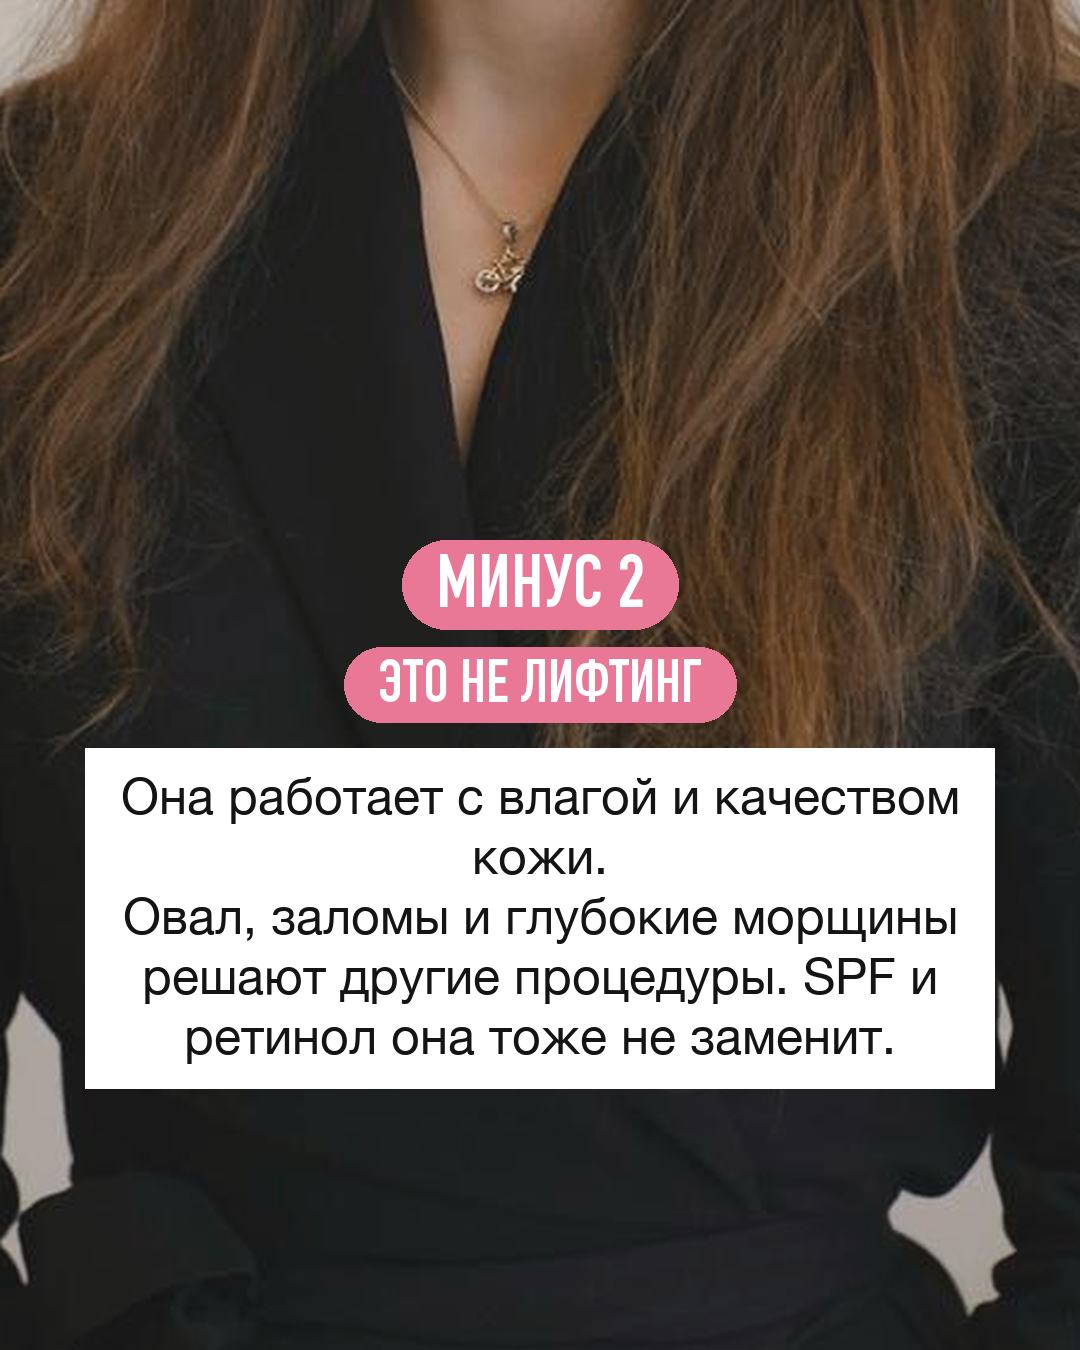 МИНУС 2
ЭТО НЕ ЛИФТИНГ
Она работает с влагой и качеством
кожи.
Овал, заломы и глубокие морщины
решают другие процедуры. SPF и
ретинол она тоже не заменит.